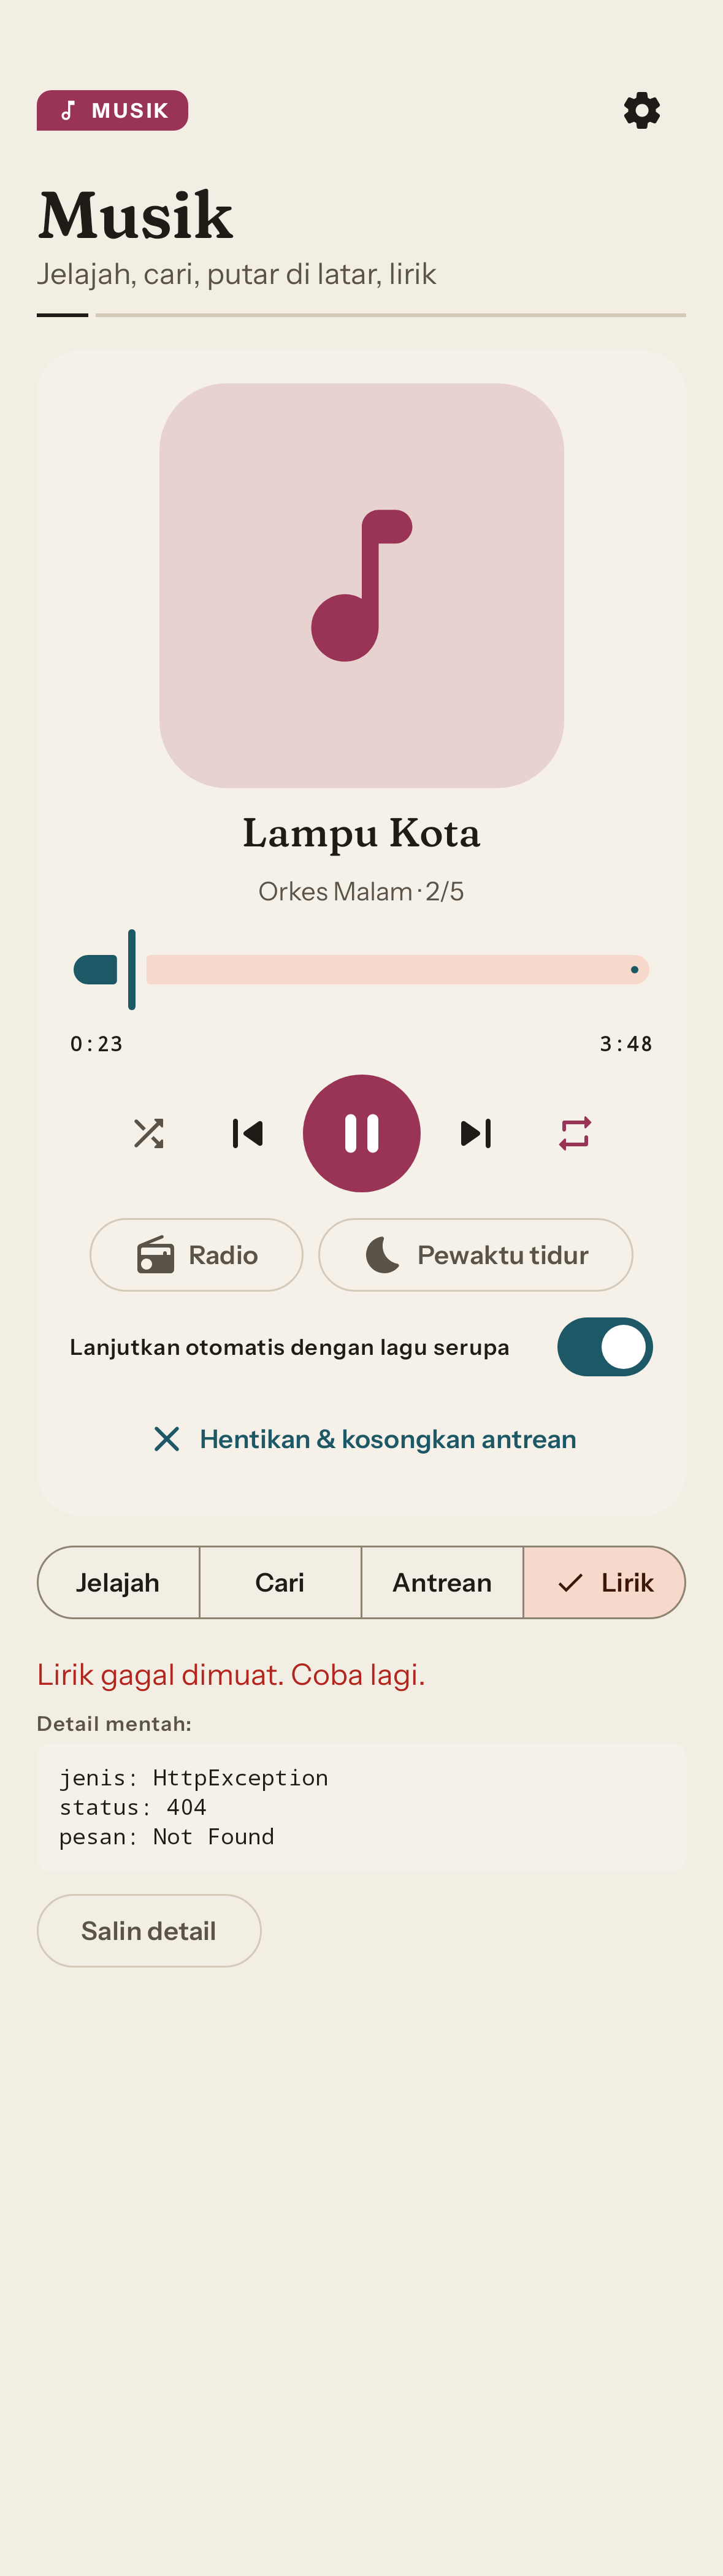 MUSIK
Musik
Jelajah, cari, putar di latar, lirik
Lampu Kota
Orkes Malam · 2/5
0:23
3:48
Radio
Pewaktu tidur
Lanjutkan otomatis dengan lagu serupa
Hentikan & kosongkan antrean
Jelajah
Cari
Antrean
Lirik
Lirik gagal dimuat. Coba lagi.
Detail mentah:
jenis: HttpException
status: 404
pesan: Not Found
Salin detail